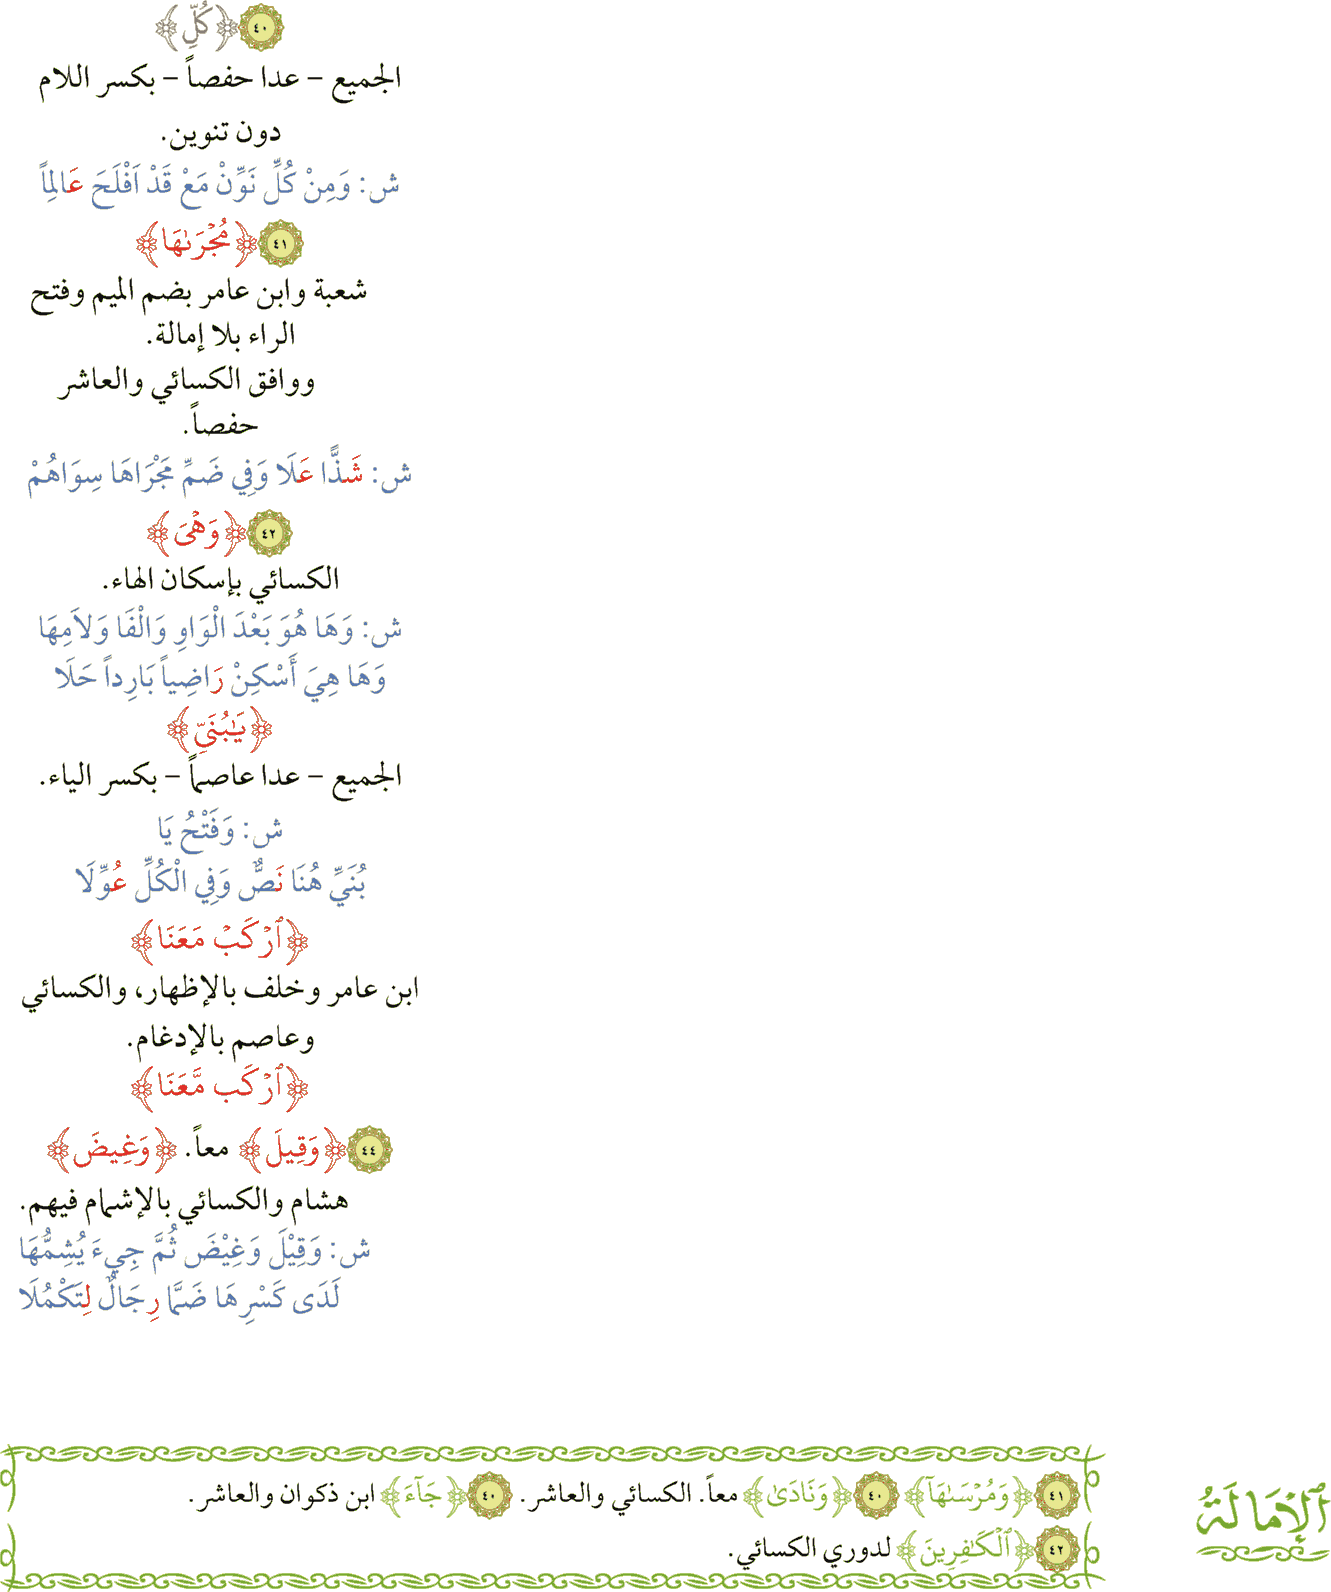 ٤٠ ﴿كُلِّ﴾
الجميع – عدا حفصاً – بكسر اللام
دون تنوين.
ش: وَمِنْ كُلِّ نَوِّنْ مَعْ قَدْ اَفْلَحَ عَالِماً
٤١ ﴿مُجْرَىٰهَا﴾
شعبة وابن عامر بضم الميم وفتح
الراء بلا إمالة.
ووافق الكسائي والعاشر
حفصاً.
ش: شَذًّا عَلَا وَفِي ضَمِّ مَجْرَاهَا سِوَاهُمْ
٤٢ ﴿وَهْىَ﴾
الكسائي بإسكان الهاء.
ش: وَهَا هُوَ بَعْدَ الْوَاوِ وَالْفَا وَلاَمِهَا
وَهَا هِيَ أَسْكِنْ رَاضِياً بَارِداً حَلَا
﴿يَٰبُنَيِّ﴾
الجميع – عدا عاصماً – بكسر الياء.
ش: وَفَتْحُ يَا
بُنَيِّ هُنَا نَصٌّ وَفِي الْكُلِّ عُوِّلَا
﴿ٱرْكَبْ مَعَنَا﴾
ابن عامر وخلف بالإظهار، والكسائي
وعاصم بالإدغام.
﴿ٱرْكَب مَّعَنَا﴾
٤٤ ﴿وَقِيلَ﴾ معاً. ﴿وَغِيضَ﴾
هشام والكسائي بالإشمام فيهم.
ش: وَقِيْلَ وَغِيْضَ ثُمَّ جِيءَ يُشِمُّهَا
لَدَى كَسْرِهَا ضَمًّا رِجَالٌ لِتَكْمُلَا
ٱلْإِمَالَةُ
٤١ ﴿وَمُرْسَىٰهَآ﴾ ٤٠ ﴿وَنَادَىٰ﴾ معاً. الكسائي والعاشر. ٤٠ ﴿جَآءَ﴾ ابن ذكوان والعاشر.
٤٢ ﴿ٱلْكَٰفِرِينَ﴾ لدوري الكسائي.